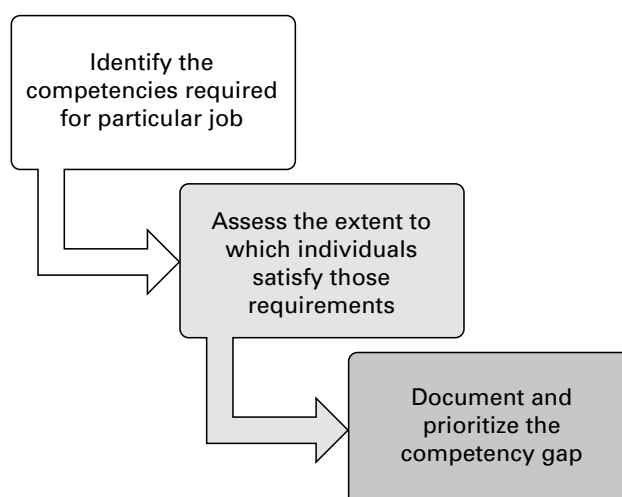 Identify the
competencies required
for particular job
Assess the extent to
which individuals
satisfy those
requirements
Document and
prioritize the
competency gap